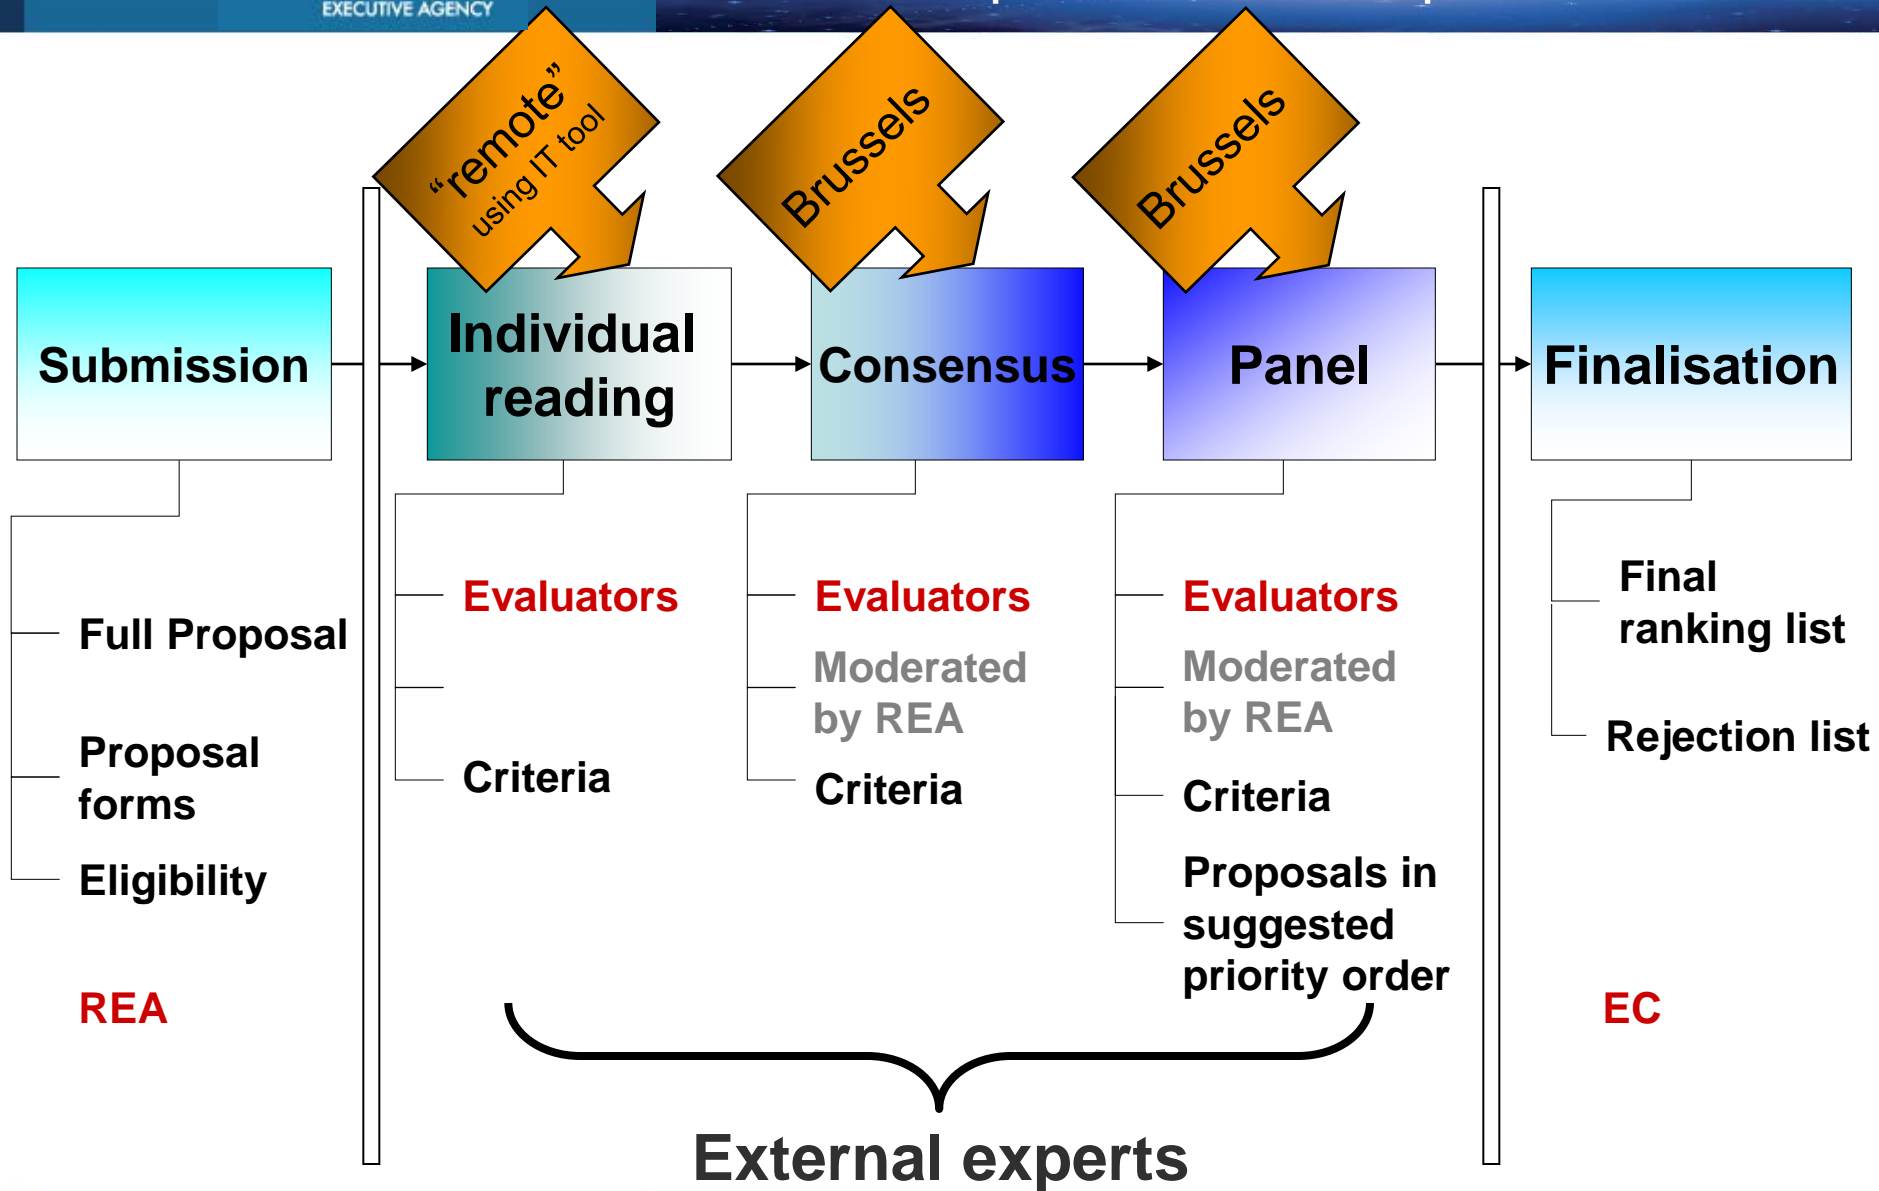 EXECUTIVE AGENCY
“remote”
using IT tool
Brussels
Brussels
Submission
Individual
reading
Consensus
Panel
Finalisation
Full Proposal
Proposal
forms
Eligibility
REA
Evaluators
Criteria
Evaluators
Moderated
by REA
Criteria
Evaluators
Moderated
by REA
Criteria
Proposals in
suggested
priority order
Final
ranking list
Rejection list
EC
External experts